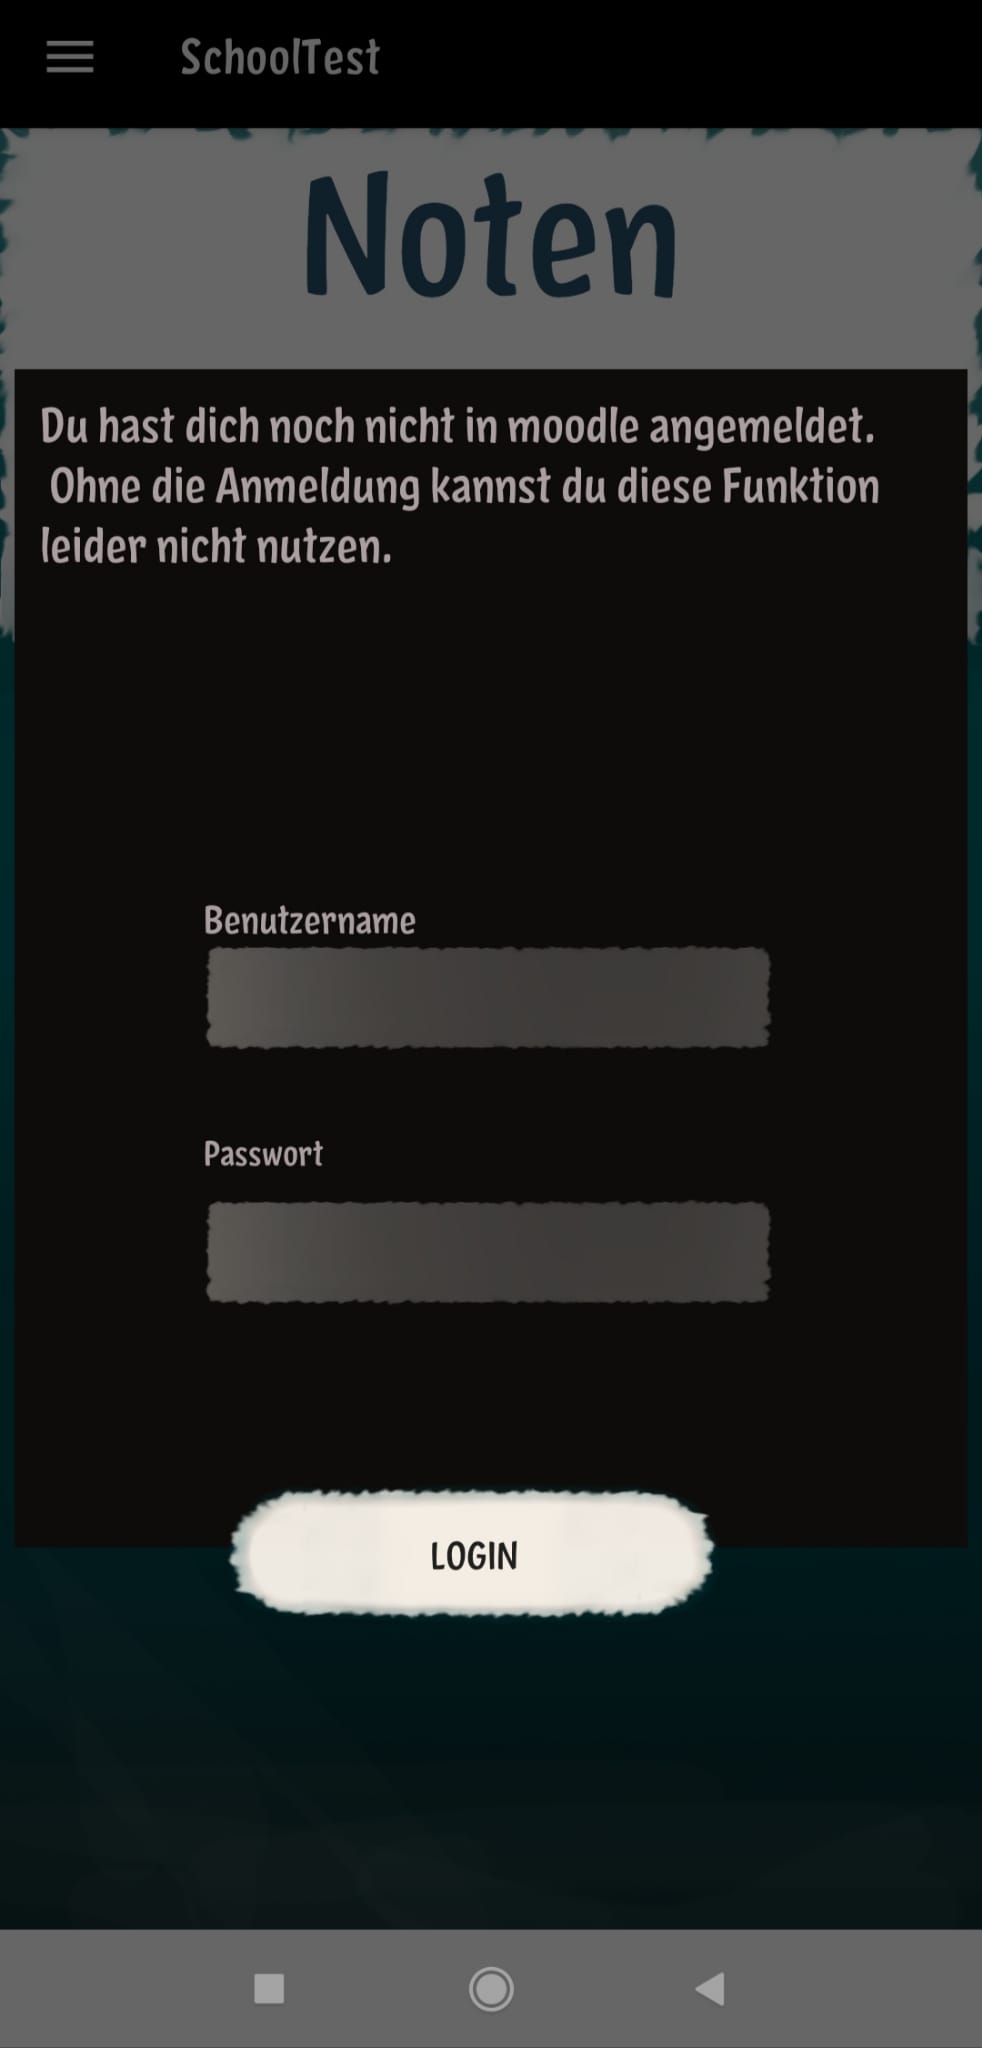 SchoolTest
Noten
Du hast dich noch nicht in moodle angemeldet.
Ohne die Anmeldung kannst du diese Funktion
leider nicht nutzen.
Benutzername
Passwort
LOGIN